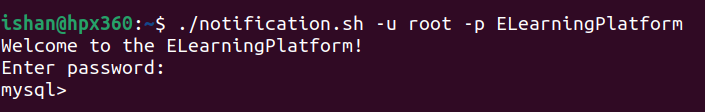 ishan@hpx360:~$ ./notification.sh -u root -p ELearningPlatform
Welcome to the ELearningPlatform!
Enter password:
mysql>